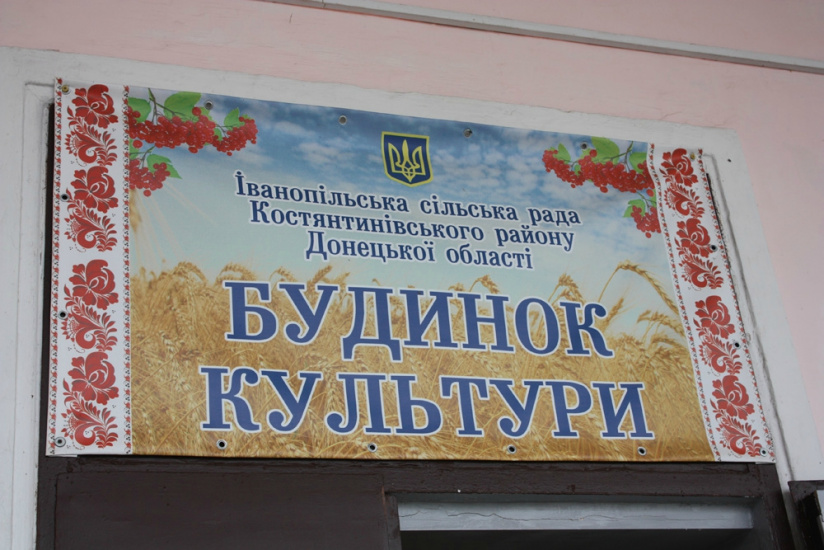 Іванопільська сільська рада
Костянтинівського району
Донецької області
БУДИНОК
КУЛЬТУРИ